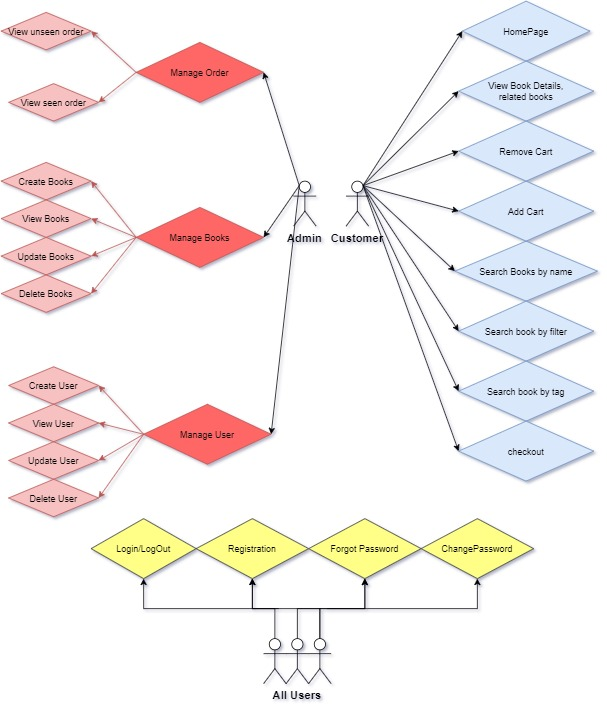 View unseen order
Manage Order
View seen order
HomePage
View Book Details,
related books
Remove Cart
Add Cart
Search Books by name
Search book by filter
Search book by tag
checkout
Admin
Customer
Create Books
View Books
Manage Books
Update Books
Delete Books
Create User
View User
Manage User
Update User
Delete User
Login/LogOut
Registration
Forgot Password
ChangePassword
All Users